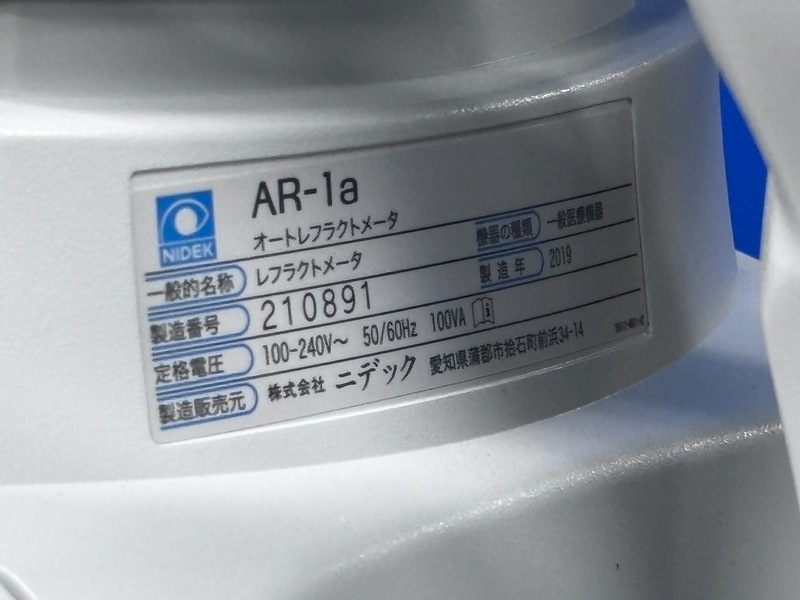 NIDEK
AR-1a
オートレフラクトメータ
一般的名称 レフラクトメータ 機器の種類 一般医療機器
製造番号 210891 製造年 2019
定格電圧 100-240V～ 50/60Hz 100VA
製造販売元 株式会社 ニデック 愛知県蒲郡市拾石町前浜34-14